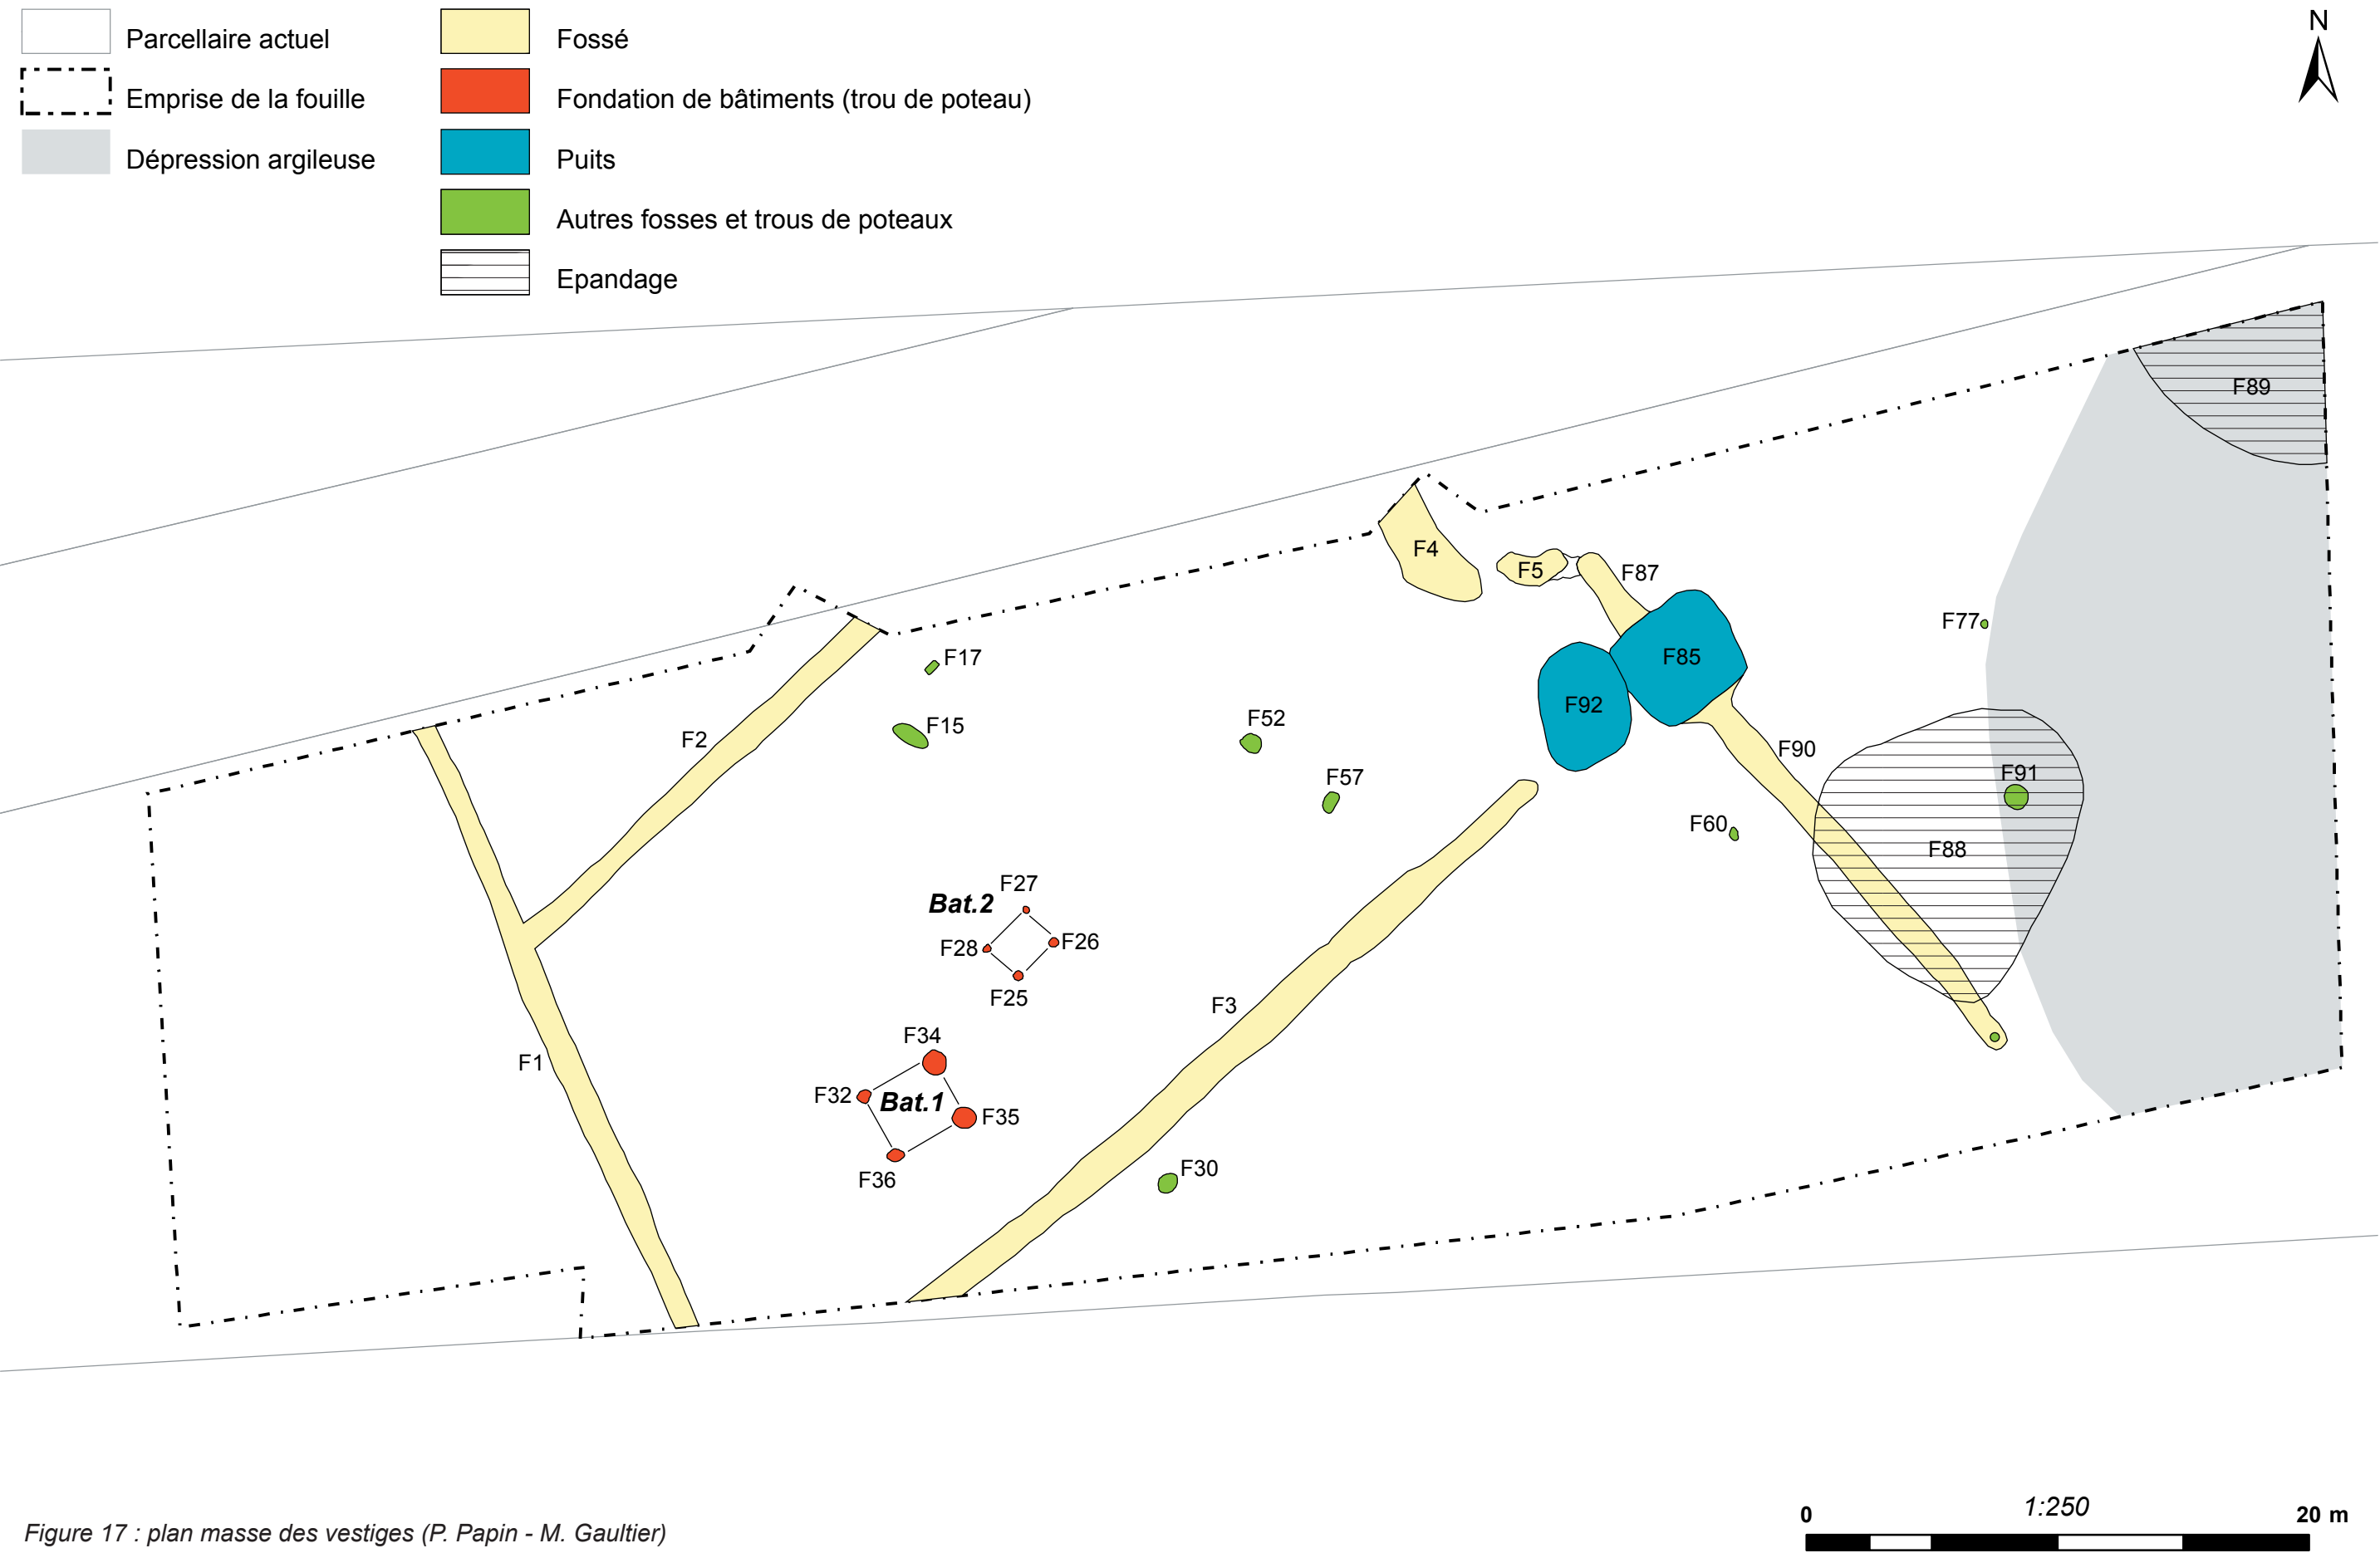 Parcellaire actuel
Emprise de la fouille
Dépression argileuse
Fossé
Fondation de bâtiments (trou de poteau)
Puits
Autres fosses et trous de poteaux
Epandage
N
F89
F4
F5
F87
F77
F17
F85
F92
F15
F52
F2
F90
F57
F91
F60
F88
F27
Bat.2
F28
F26
F25
F3
F34
F1
F32
Bat.1
F35
F36
F30
0
1:250
20 m
Figure 17 : plan masse des vestiges (P. Papin - M. Gaultier)